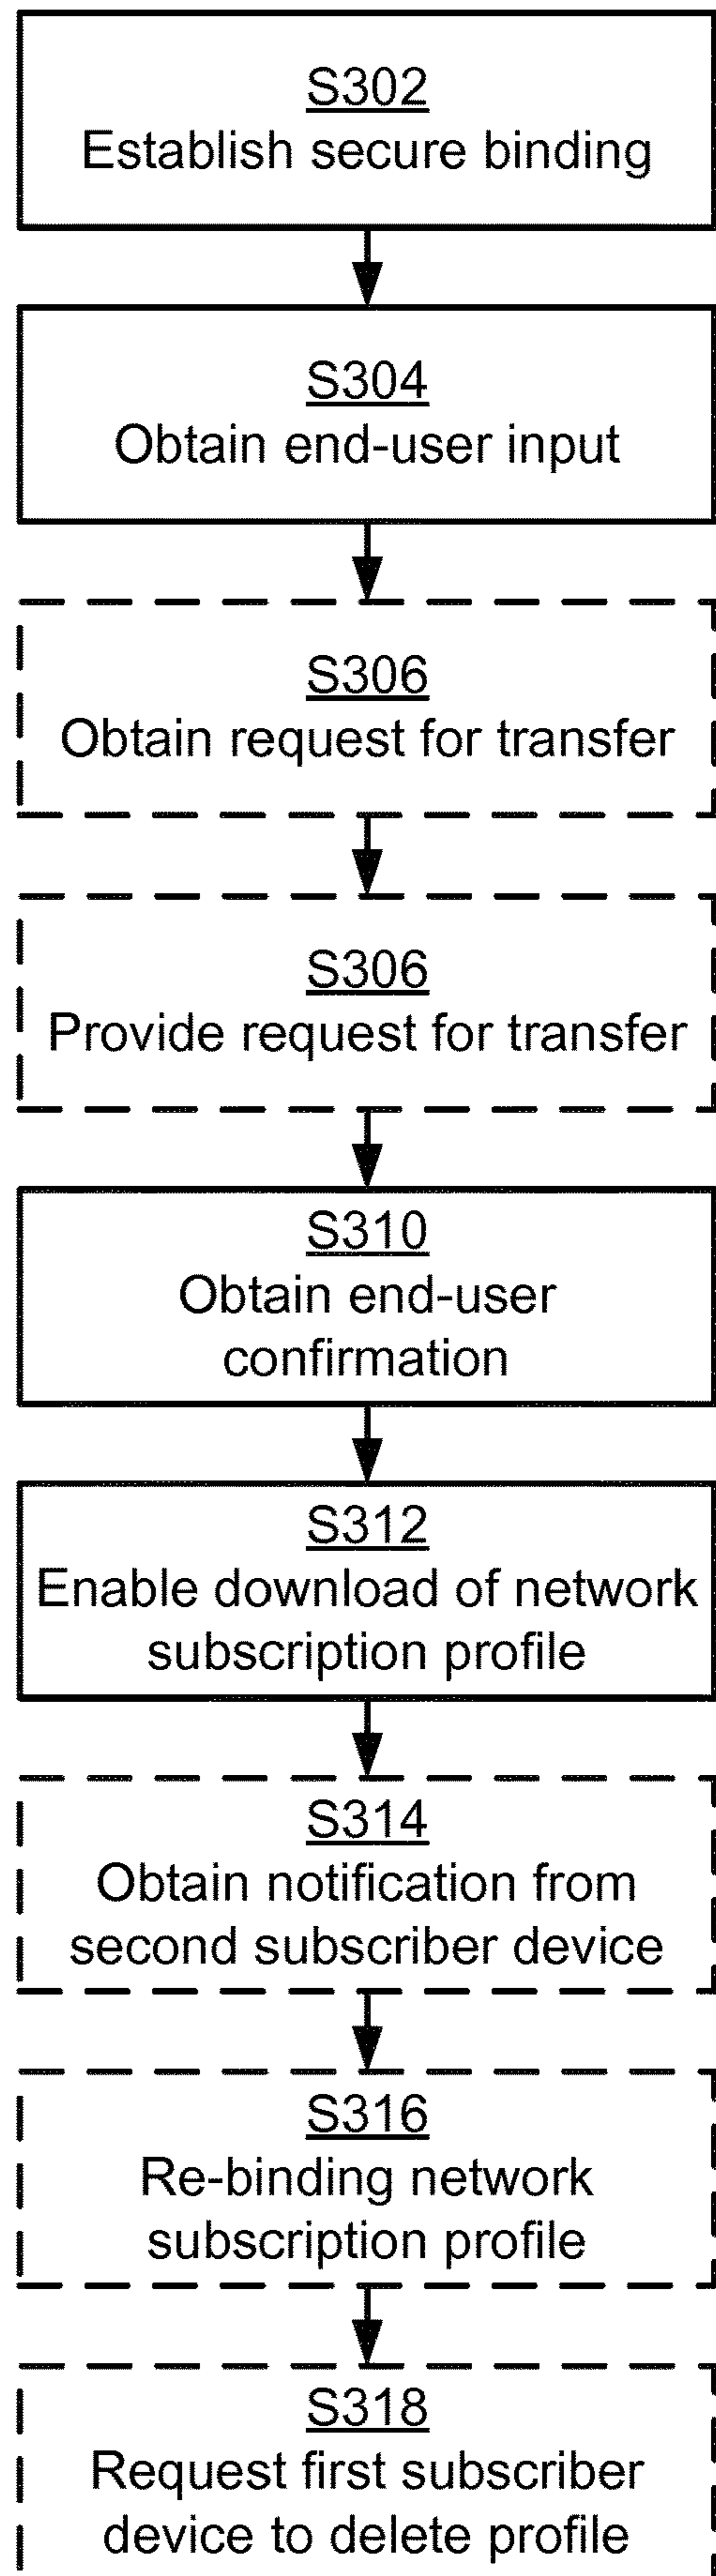 S302
Establish secure binding
S304
Obtain end-user input
S306
Obtain request for transfer
S306
Provide request for transfer
S310
Obtain end-user
confirmation
S312
Enable download of network
subscription profile
S314
Obtain notification from
second subscriber device
S316
Re-binding network
subscription profile
S318
Request first subscriber
device to delete profile